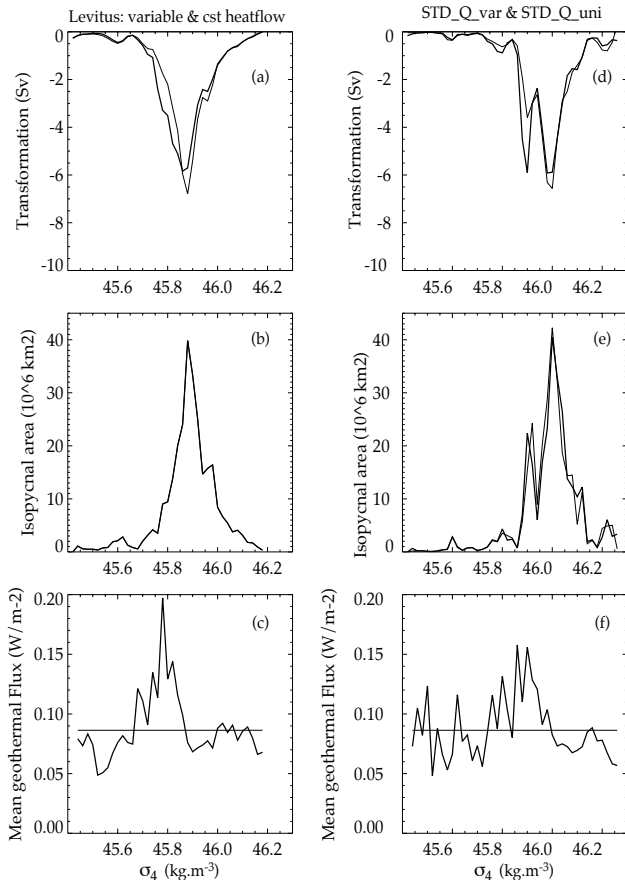 Levitus: variable & cst heatflow
STD_Q_var & STD_Q_uni
Transformation (Sv)
0
-2
-4
-6
-8
-10
(a)
45.6 45.8 46.0 46.2
Transformation (Sv)
0
-2
-4
-6
-8
-10
(d)
45.6 45.8 46.0 46.2
Isopycnal area (10^6 km2)
40
30
20
10
0
(b)
45.6 45.8 46.0 46.2
Isopycnal area (10^6 km2)
40
30
20
10
0
(e)
45.6 45.8 46.0 46.2
Mean geothermal Flux (W/m-2)
0.20
0.15
0.10
0.05
0.00
(c)
45.6 45.8 46.0 46.2
σ4 (kg.m-3)
Mean geothermal Flux (W/m-2)
0.20
0.15
0.10
0.05
0.00
(f)
45.6 45.8 46.0 46.2
σ4 (kg.m-3)